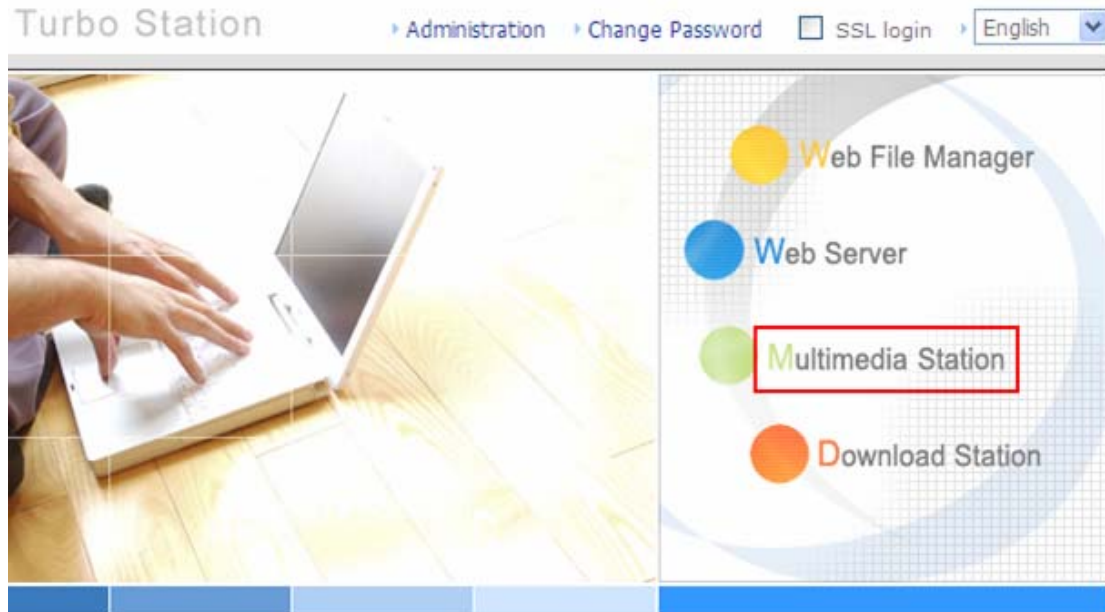 Turbo Station
Administration Change Password SSL login English
Web File Manager
Web Server
Multimedia Station
Download Station